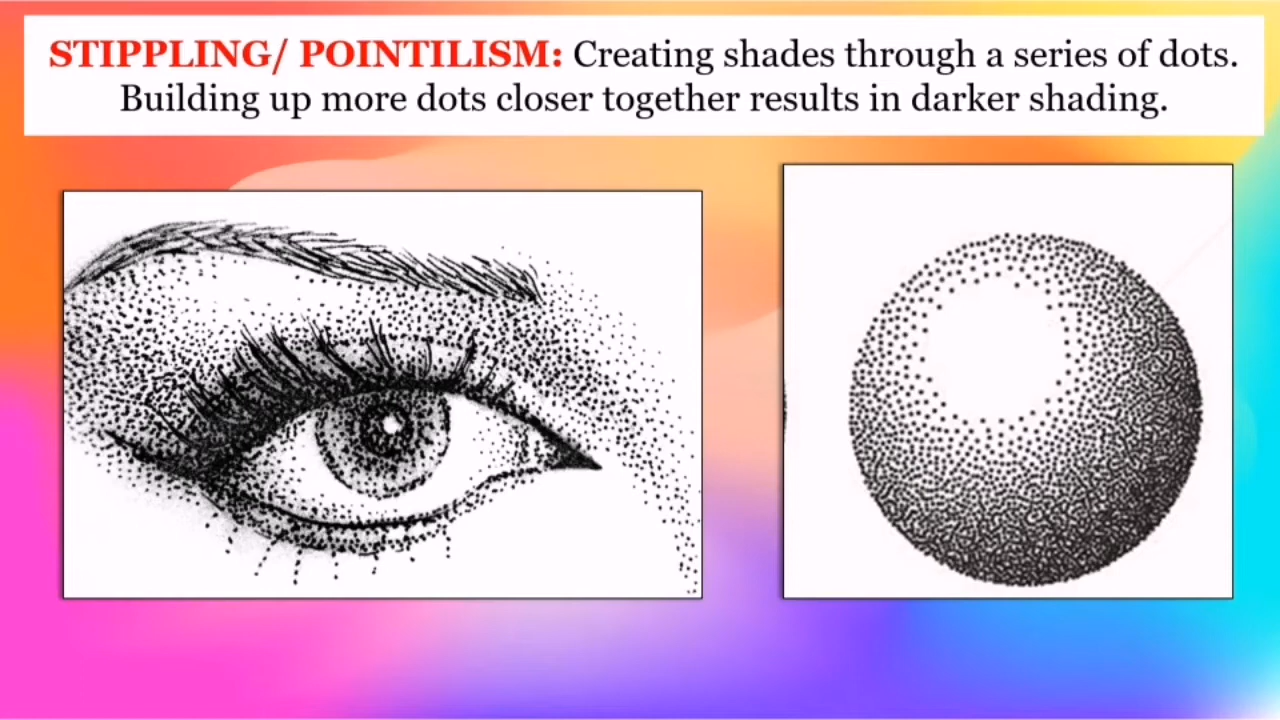 STIPPLING/ POINTILISM: Creating shades through a series of dots.
Building up more dots closer together results in darker shading.